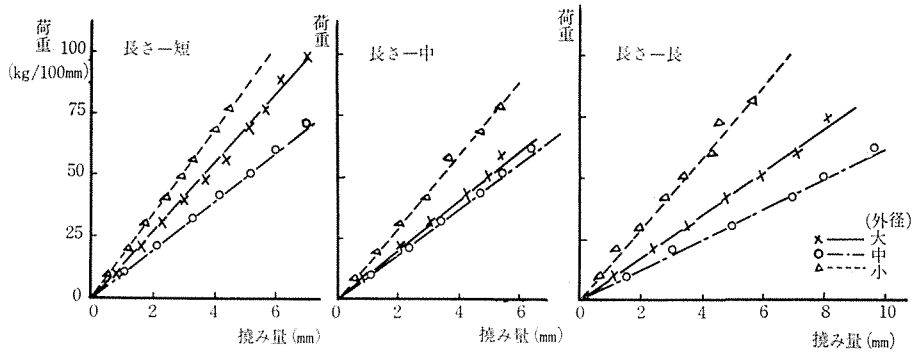 荷重
(kg/100mm)
100
75
50
25
0
長さ－短
0 2 4 6
撓み量(mm)
荷重
長さ－中
0 2 4 6
撓み量(mm)
荷重
長さ－長
(外径)
大
中
小
0 2 4 6 8 10
撓み量(mm)